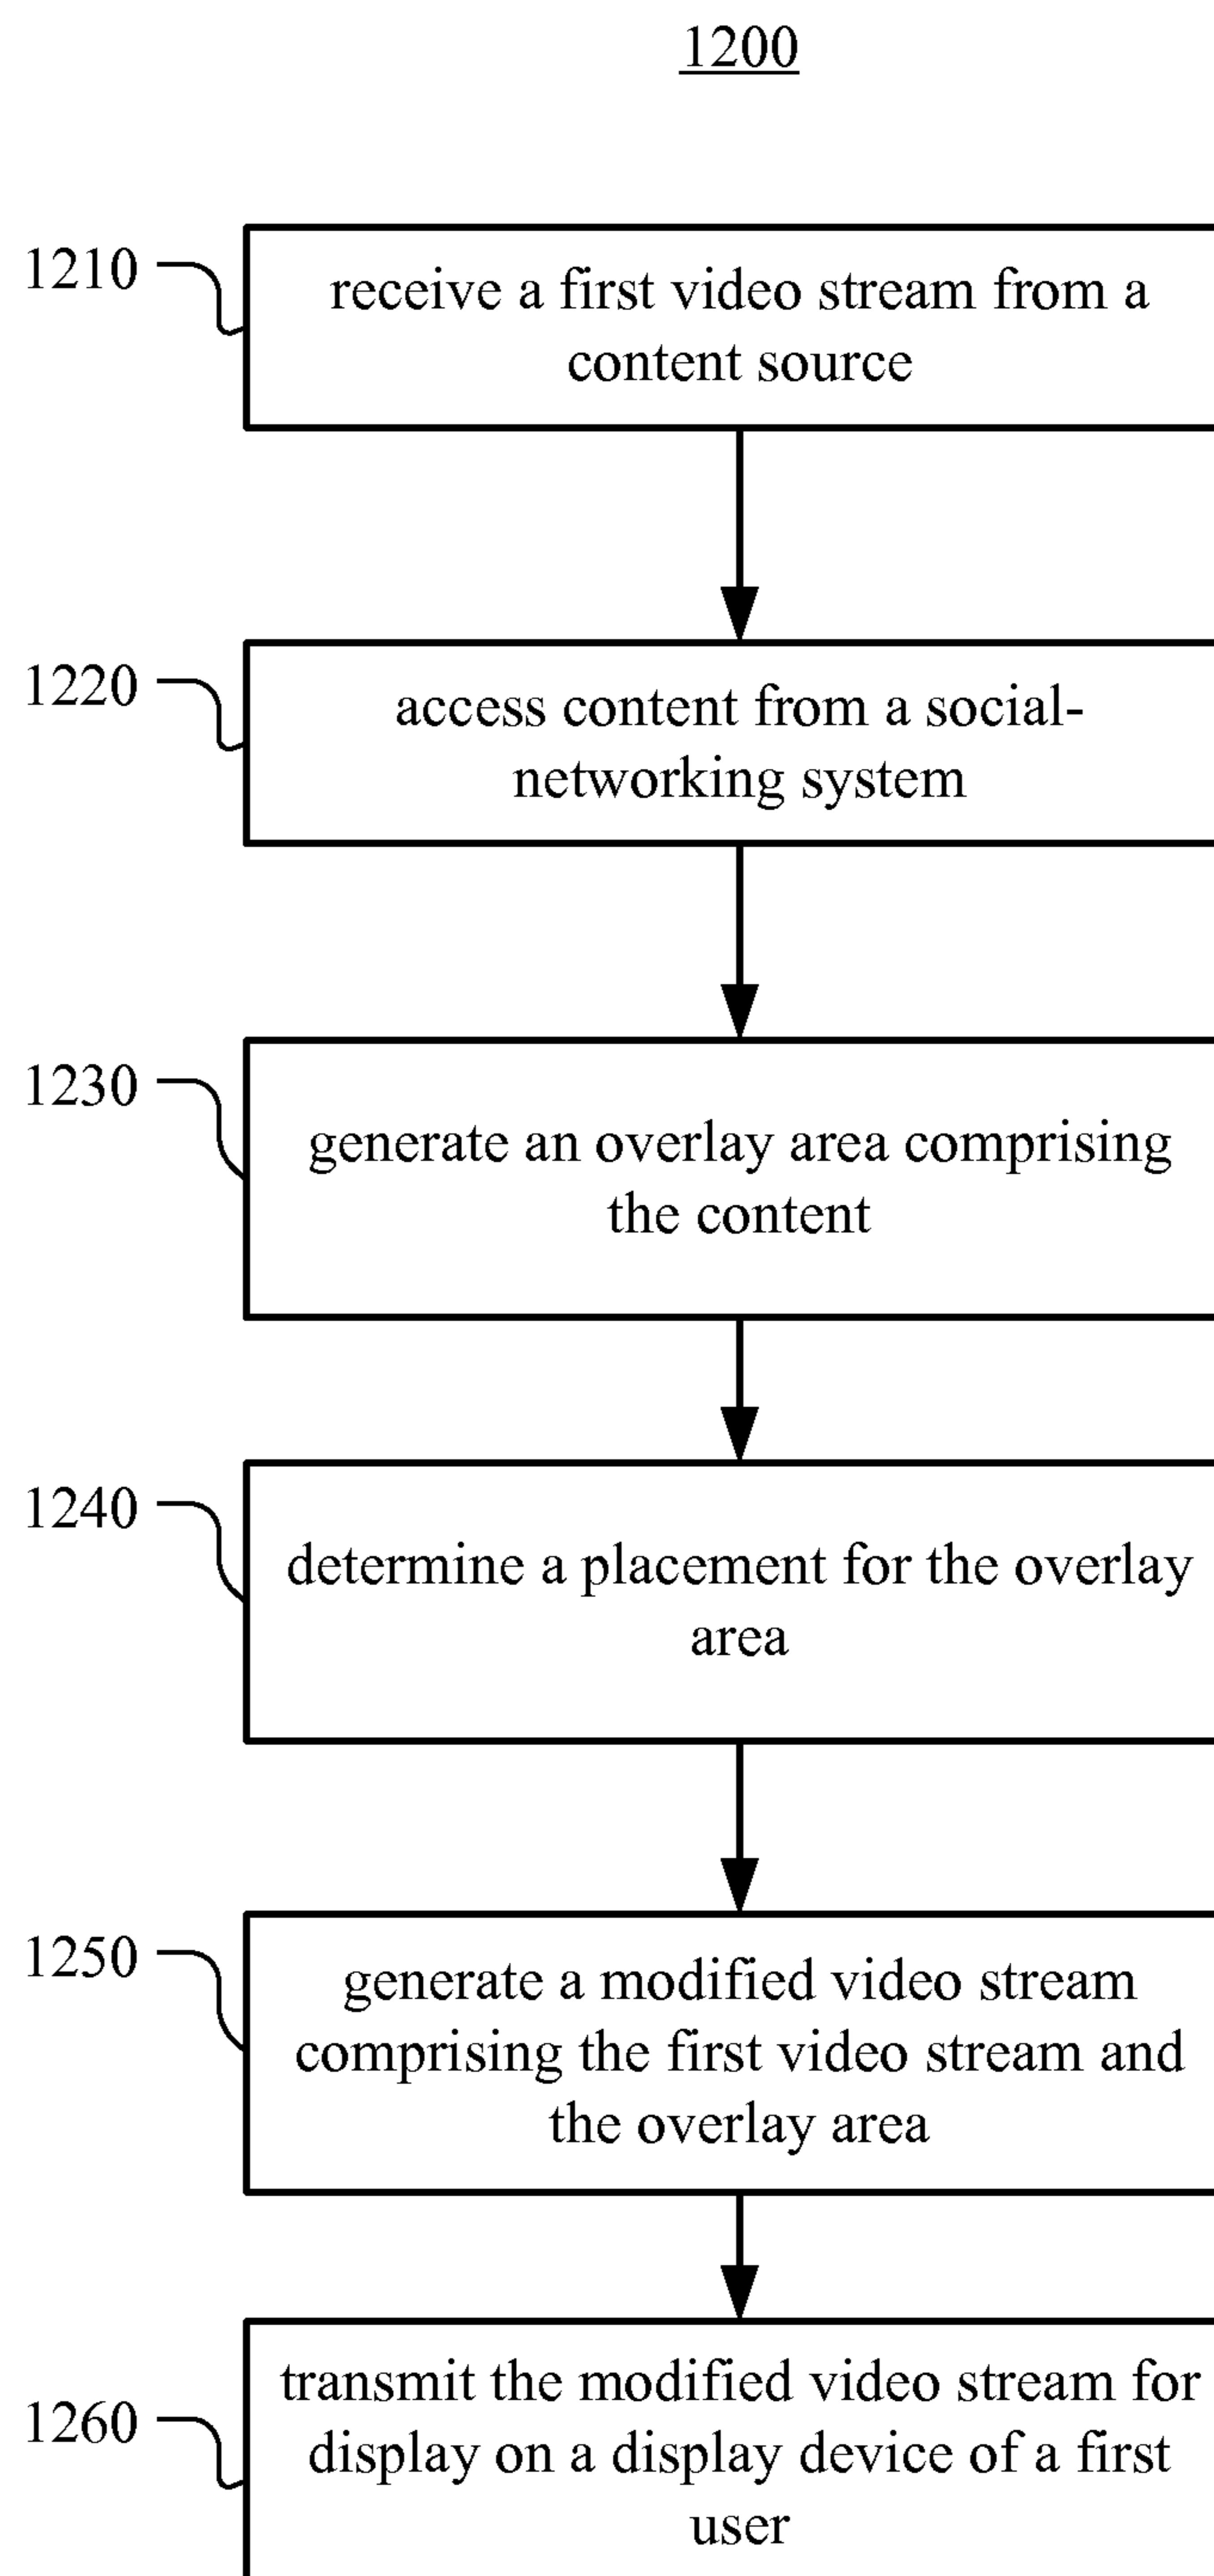 1200
1210
receive a first video stream from a
content source
1220
access content from a social-
networking system
1230
generate an overlay area comprising
the content
1240
determine a placement for the overlay
area
1250
generate a modified video stream
comprising the first video stream and
the overlay area
1260
transmit the modified video stream for
display on a display device of a first
user